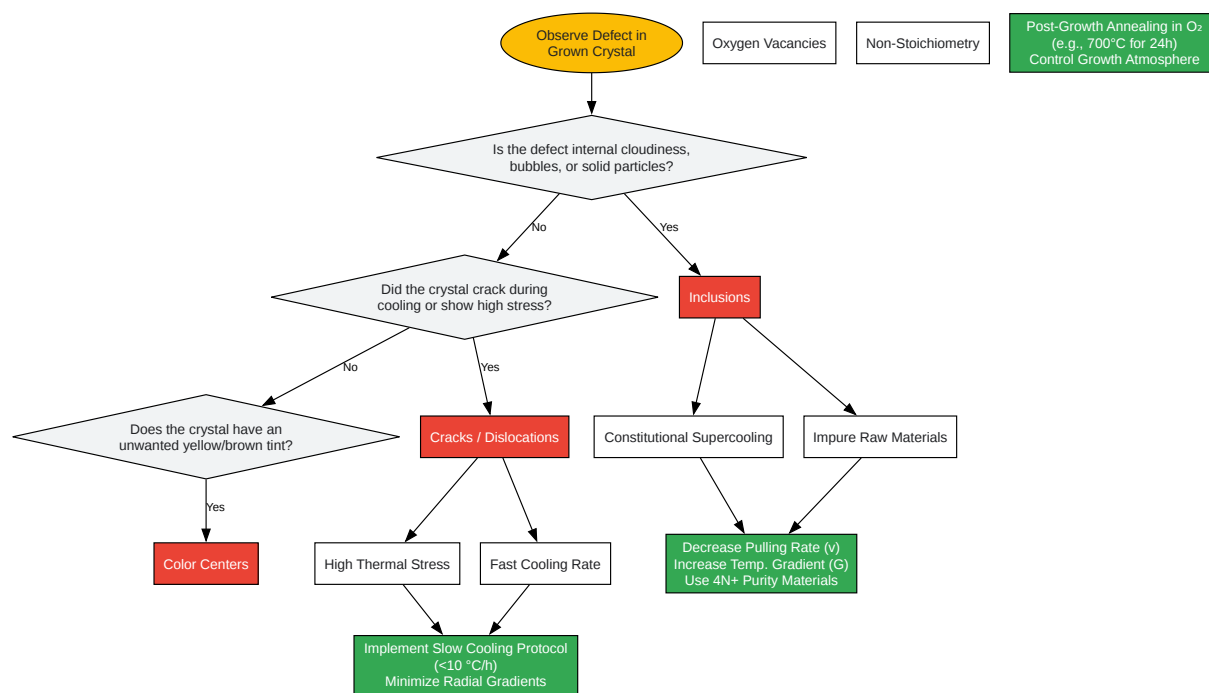 Observe Defect in
Grown Crystal
Oxygen Vacancies
Non-Stoichiometry
Post-Growth Annealing in O₂
(e.g., 700°C for 24h)
Control Growth Atmosphere
Is the defect internal cloudiness,
bubbles, or solid particles?
No
Yes
Did the crystal crack during
cooling or show high stress?
Inclusions
No
Yes
Does the crystal have an
unwanted yellow/brown tint?
Cracks / Dislocations
Constitutional Supercooling
Impure Raw Materials
Yes
Color Centers
High Thermal Stress
Fast Cooling Rate
Decrease Pulling Rate (v)
Increase Temp. Gradient (G)
Use 4N+ Purity Materials
Implement Slow Cooling Protocol
(<10 °C/h)
Minimize Radial Gradients